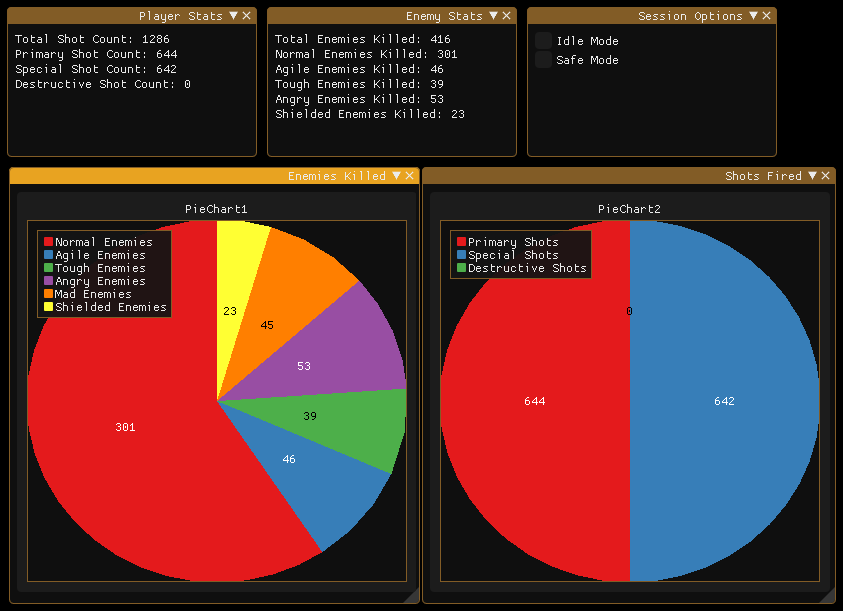 Player Stats
Total Shot Count: 1286
Primary Shot Count: 644
Special Shot Count: 642
Destructive Shot Count: 0
Enemy Stats
Total Enemies Killed: 416
Normal Enemies Killed: 301
Agile Enemies Killed: 46
Tough Enemies Killed: 39
Angry Enemies Killed: 53
Shielded Enemies Killed: 23
Session Options
Idle Mode
Safe Mode
Enemies Killed
PieChart1
Normal Enemies
Agile Enemies
Tough Enemies
Angry Enemies
Mad Enemies
Shielded Enemies
23
45
53
39
301
46
Shots Fired
PieChart2
Primary Shots
Special Shots
Destructive Shots
0
644
642